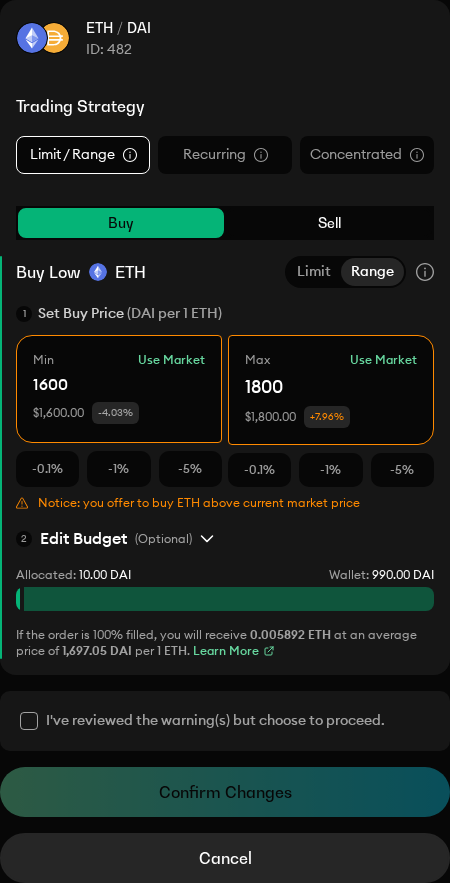 ETH / DAI
ID: 482
Trading Strategy
Limit / Range
Recurring
Concentrated
Buy
Sell
Buy Low ETH
Limit
Range
1 Set Buy Price (DAI per 1 ETH)
Min
Use Market
1600
$1,600.00
-4.03%
Max
Use Market
1800
$1,800.00
+7.96%
-0.1%
-1%
-5%
-0.1%
-1%
-5%
Notice: you offer to buy ETH above current market price
2 Edit Budget (Optional)
Allocated: 10.00 DAI
Wallet: 990.00 DAI
If the order is 100% filled, you will receive 0.005892 ETH at an average
price of 1,697.05 DAI per 1 ETH. Learn More
I've reviewed the warning(s) but choose to proceed.
Confirm Changes
Cancel